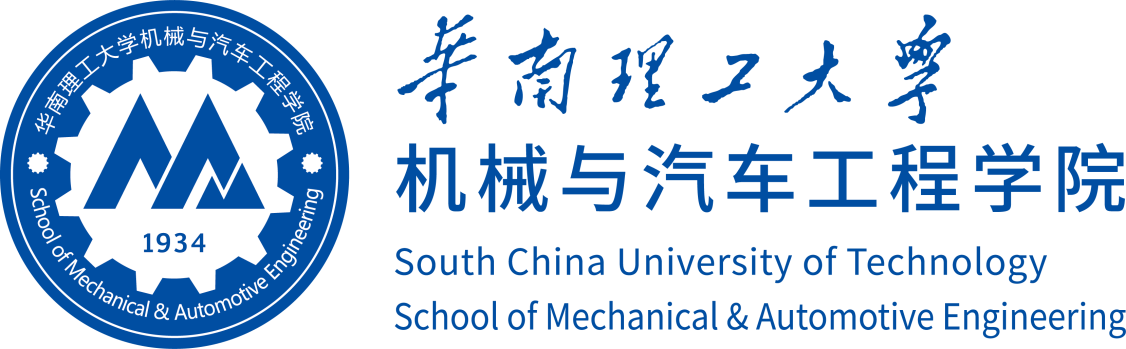 华南理工大学机械与汽车工程学院
1934
School of Mechanical & Automotive Engineering
華南理工大學
机械与汽车工程学院
South China University of Technology
School of Mechanical & Automotive Engineering